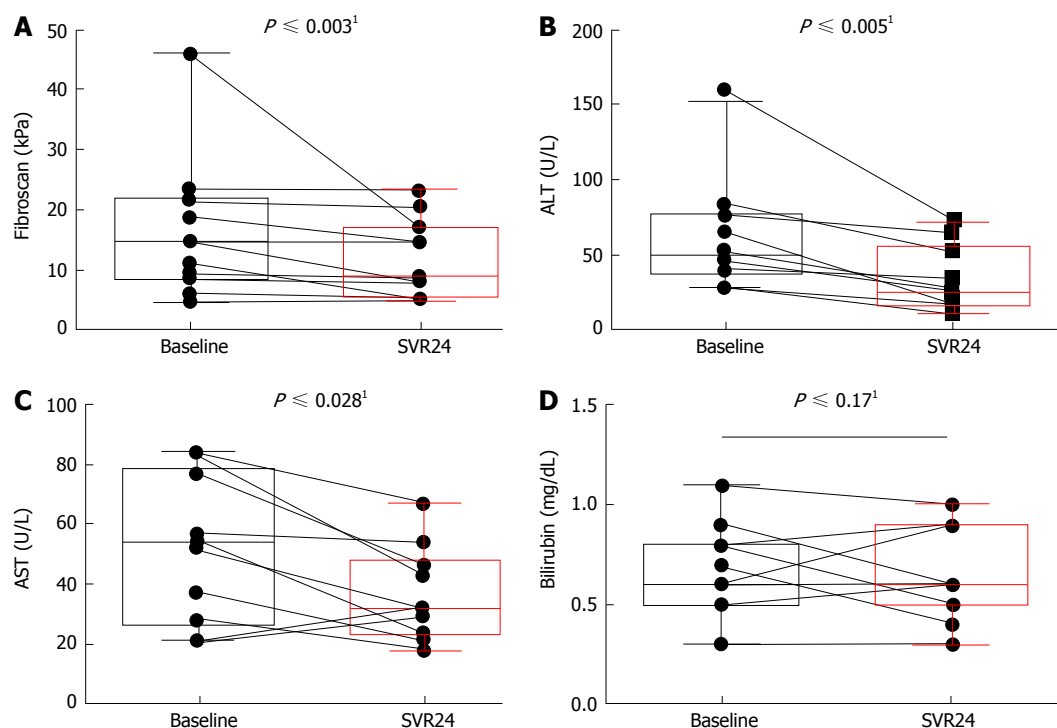 A
P ≤ 0.003¹
50
40
30
20
10
0
Fibroscan (kPa)
Baseline
SVR24
B
P ≤ 0.005¹
200
150
100
50
0
ALT (U/L)
Baseline
SVR24
C
P ≤ 0.028¹
100
80
60
40
20
0
AST (U/L)
Baseline
SVR24
D
P ≤ 0.17¹
1.5
1.0
0.5
0.0
Bilirubin (mg/dL)
Baseline
SVR24